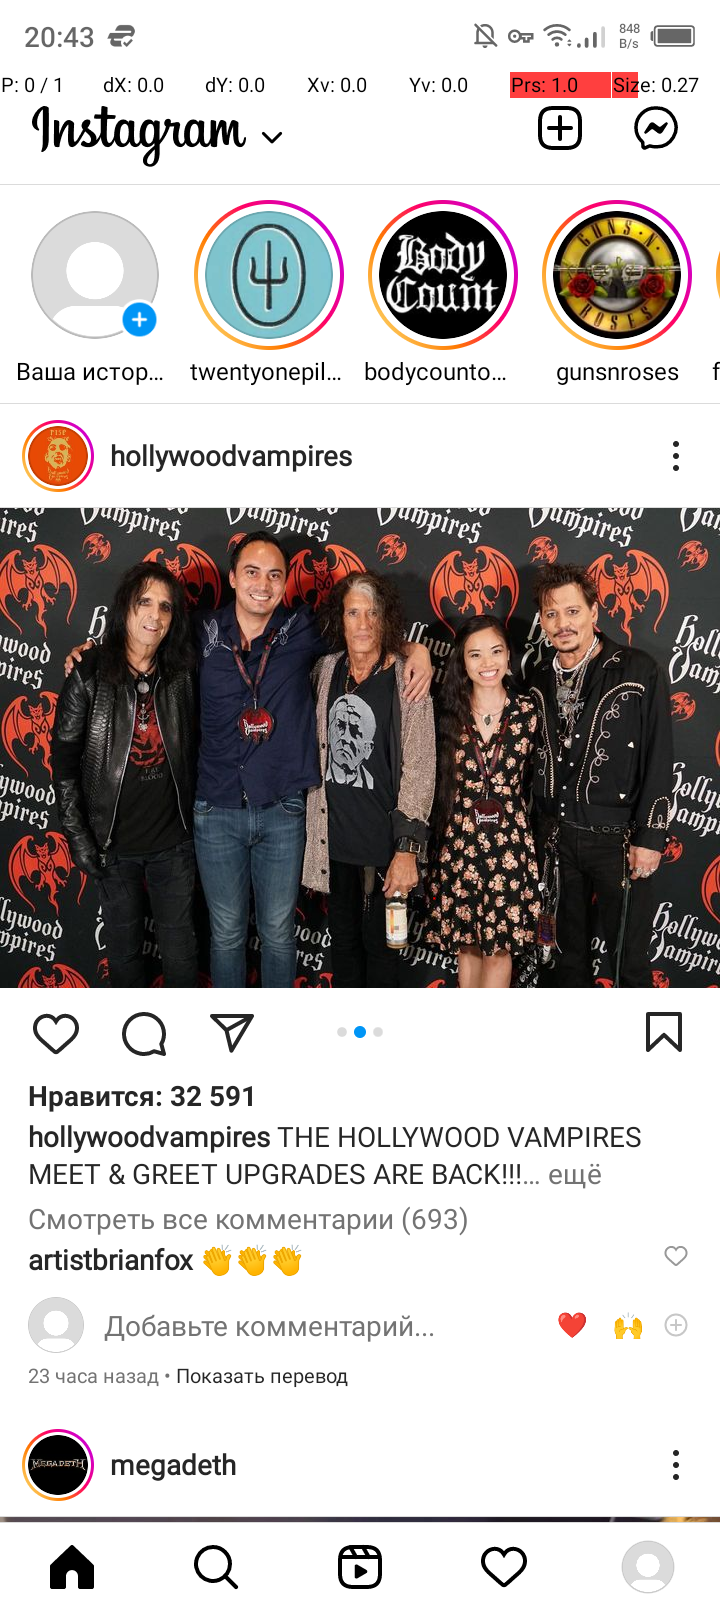 20:43
848
B/s
P: 0 / 1 dX: 0.0 dY: 0.0 Xv: 0.0 Yv: 0.0 Prs: 1.0 Size: 0.27
Instagram
Body
Count
GUNS N'
ROSES
Ваша истор... twentyonepil... bodycounto... gunsnroses f
hollywoodvampires
Hollywood
Vampires
Нравится: 32 591
hollywoodvampires THE HOLLYWOOD VAMPIRES
MEET & GREET UPGRADES ARE BACK!!!... ещё
Смотреть все комментарии (693)
artistbrianfox 👏👏👏
Добавьте комментарий... ❤️ 🙌
23 часа назад • Показать перевод
MEGADETH
megadeth